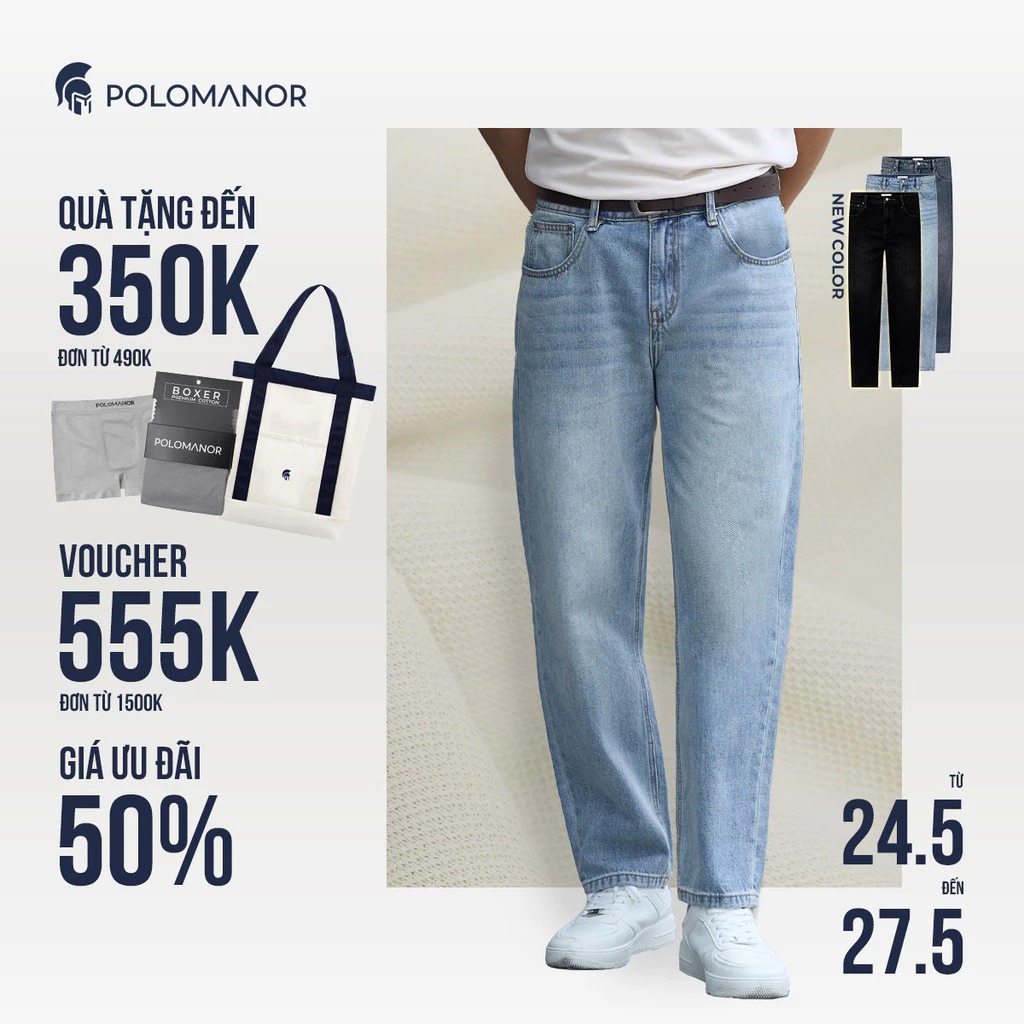 POLOMANOR
QUÀ TẶNG ĐẾN
350K
ĐƠN TỪ 490K
POLOMANOR
BOXER
PREMIUM COTTON
POLOMANOR
VOUCHER
555K
ĐƠN TỪ 1500K
GIÁ ƯU ĐÃI
50%
NEW COLOR
TỪ
24.5
ĐẾN
27.5